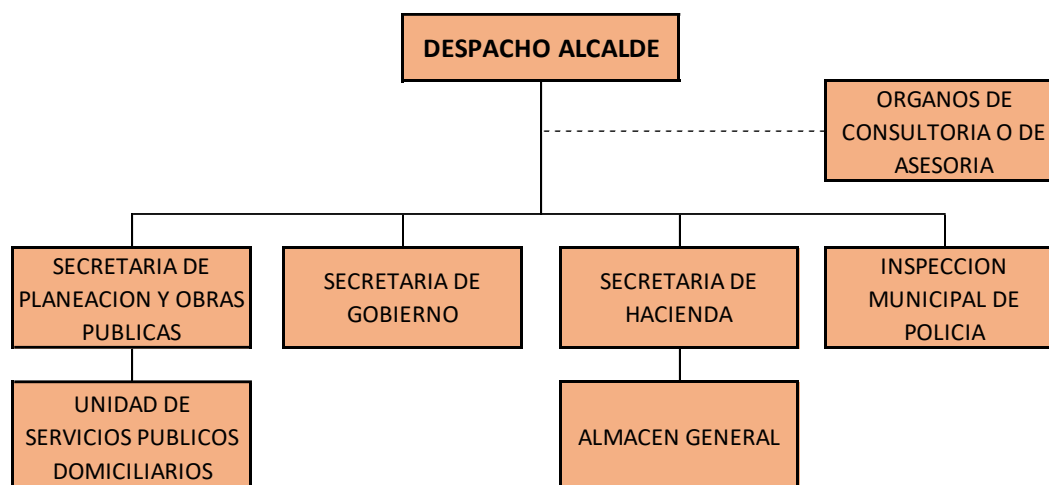 DESPACHO ALCALDE
ORGANOS DE
CONSULTORIA O DE
ASESORIA
SECRETARIA DE
PLANEACION Y OBRAS
PUBLICAS
SECRETARIA DE
GOBIERNO
SECRETARIA DE
HACIENDA
INSPECCION
MUNICIPAL DE
POLICIA
UNIDAD DE
SERVICIOS PUBLICOS
DOMICILIARIOS
ALMACEN GENERAL